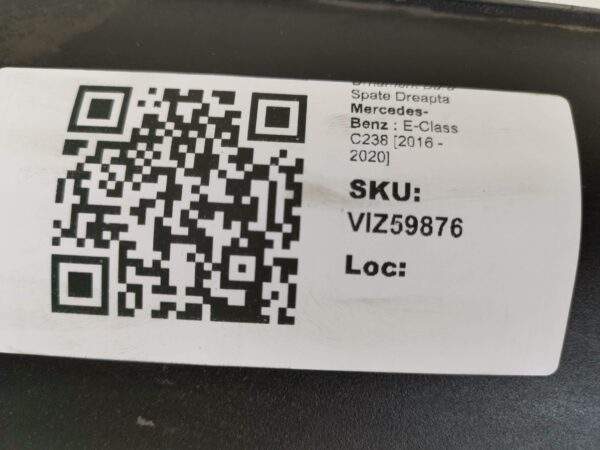 Spate Dreapta
Mercedes-
Benz : E-Class
C238 [2016 -
2020]
SKU:
VIZ59876
Loc: